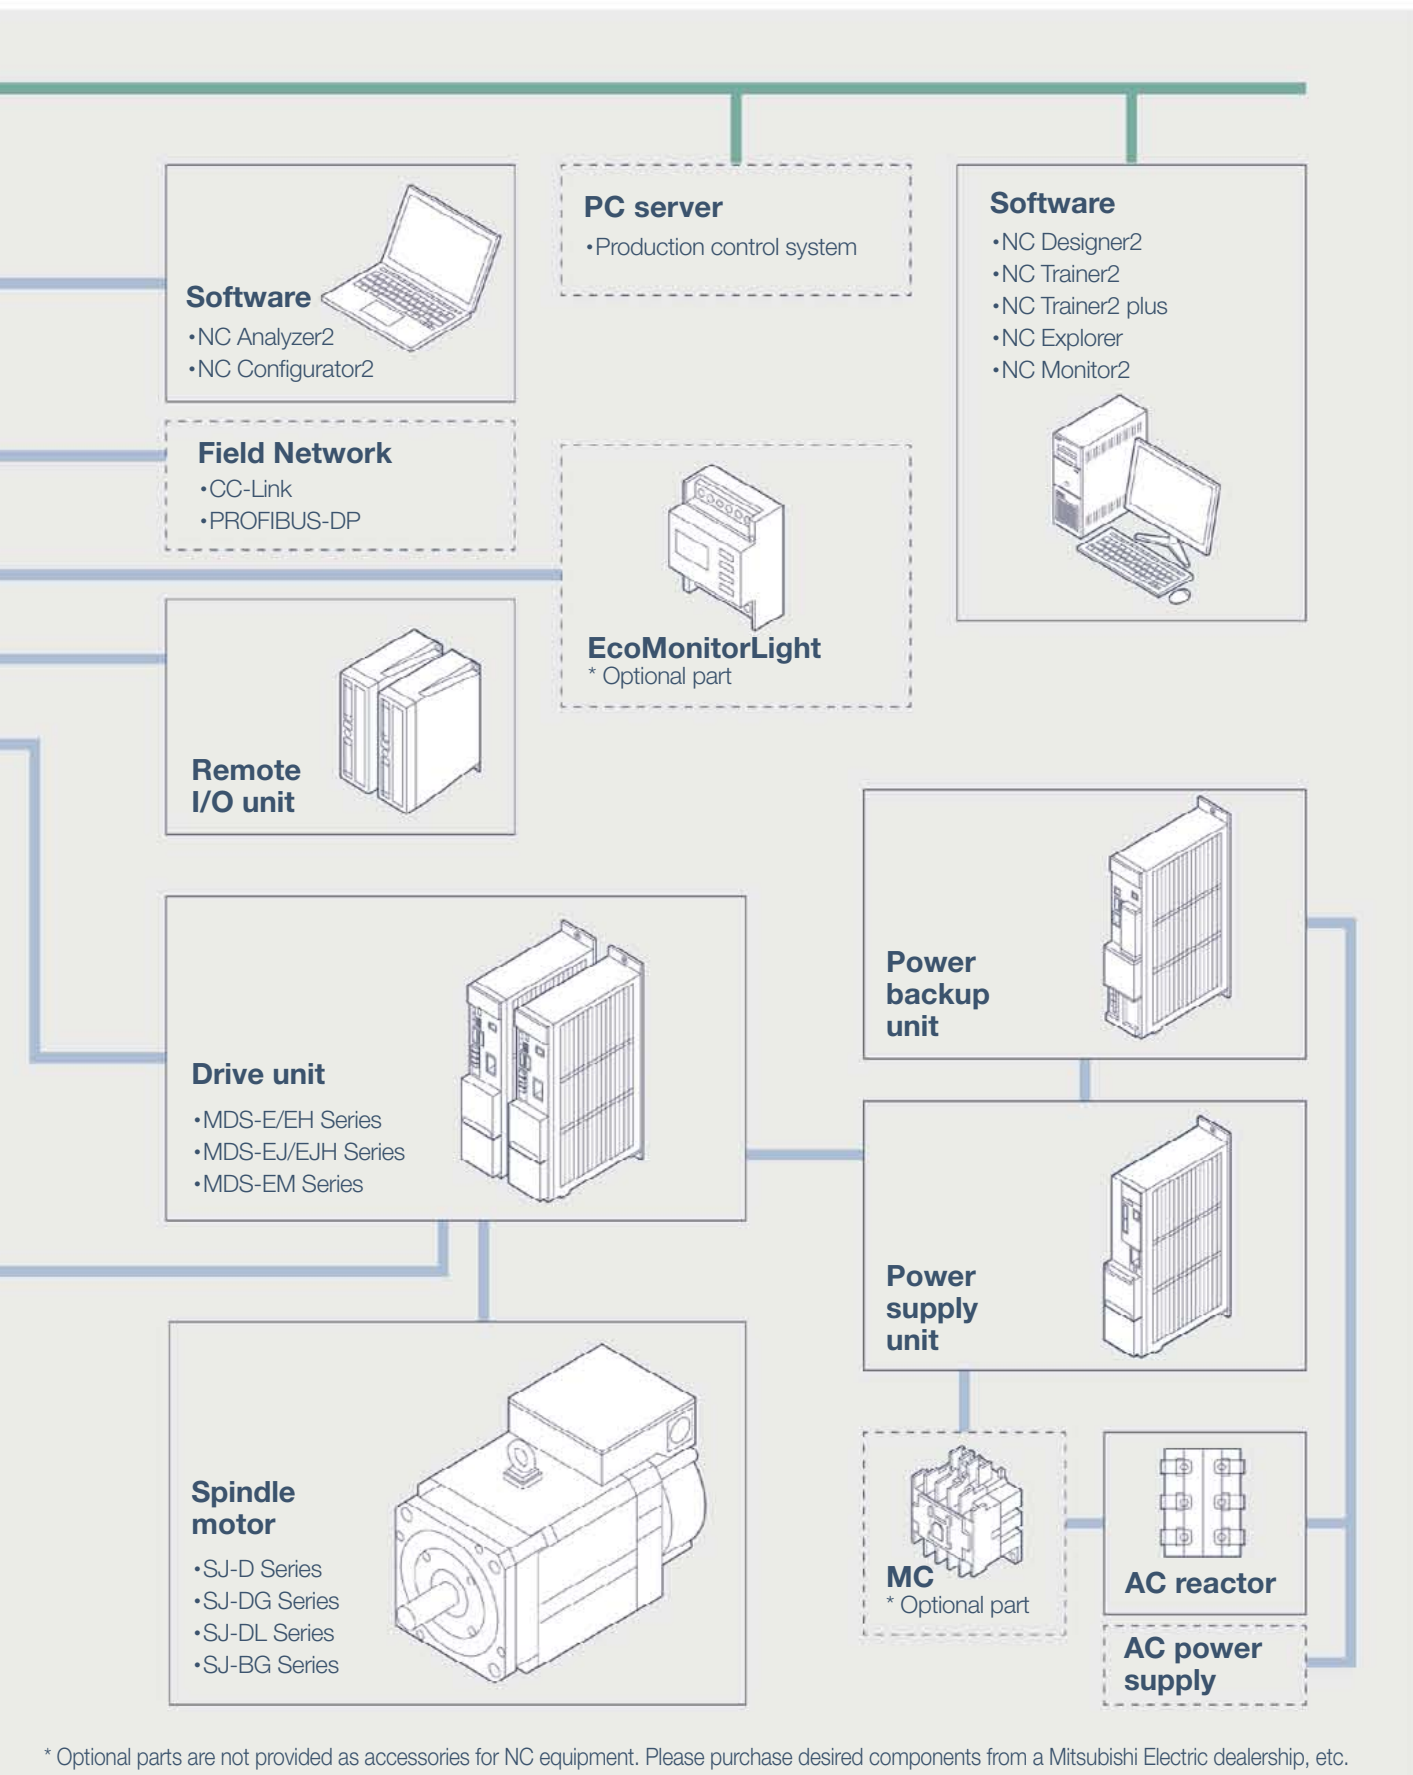 Software
•NC Analyzer2
•NC Configurator2
PC server
•Production control system
Software
•NC Designer2
•NC Trainer2
•NC Trainer2 plus
•NC Explorer
•NC Monitor2
Field Network
•CC-Link
•PROFIBUS-DP
EcoMonitorLight
* Optional part
Remote
I/O unit
Drive unit
•MDS-E/EH Series
•MDS-EJ/EJH Series
•MDS-EM Series
Power
backup
unit
Power
supply
unit
Spindle
motor
•SJ-D Series
•SJ-DG Series
•SJ-DL Series
•SJ-BG Series
MC
* Optional part
AC reactor
AC power
supply
* Optional parts are not provided as accessories for NC equipment. Please purchase desired components from a Mitsubishi Electric dealership, etc.